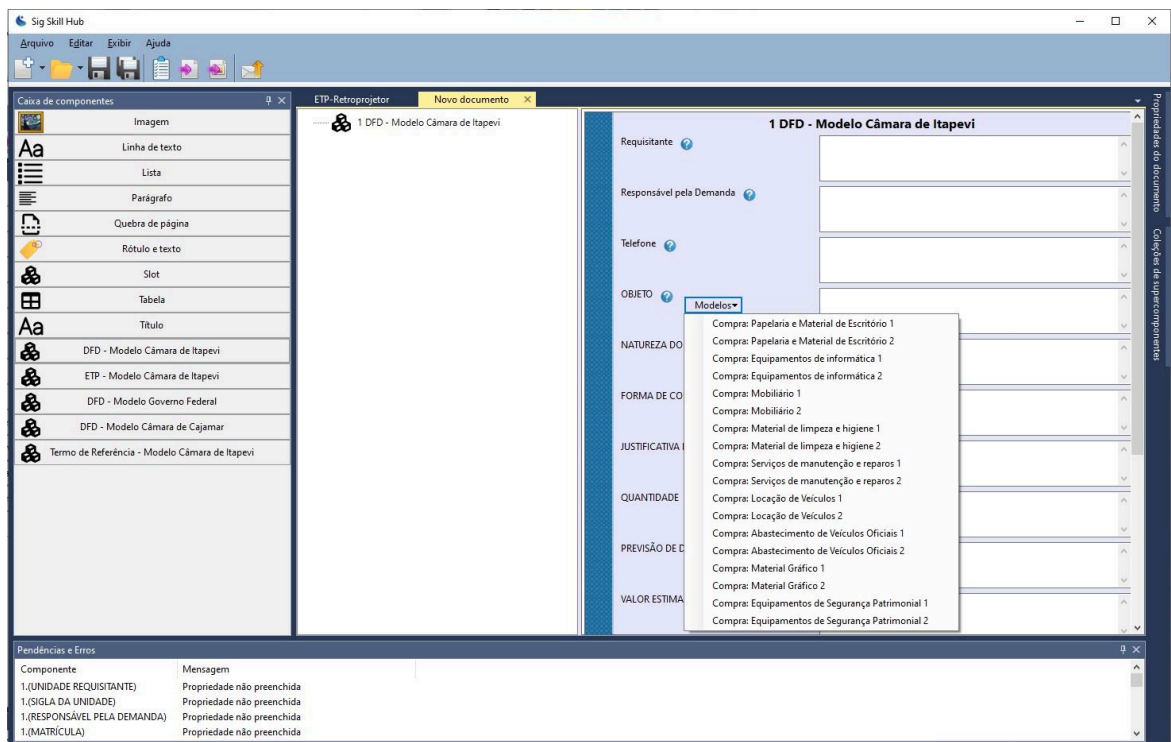 Sig Skill Hub
Arquivo Editar Exibir Ajuda
Caixa de componentes
Imagem
Aa Linha de texto
Lista
Parágrafo
Quebra de página
Rótulo e texto
Slot
Tabela
Aa Título
DFD - Modelo Câmara de Itapevi
ETP - Modelo Câmara de Itapevi
DFD - Modelo Governo Federal
DFD - Modelo Câmara de Cajamar
Termo de Referência - Modelo Câmara de Itapevi
ETP-Retroprojetor Novo documento
1 DFD - Modelo Câmara de Itapevi
1 DFD - Modelo Câmara de Itapevi
Requisitante
Responsável pela Demanda
Telefone
OBJETO
Modelos
NATUREZA DO
FORMA DE CO
JUSTIFICATIVA
QUANTIDADE
PREVISÃO DE D
VALOR ESTIMA
Compra: Papelaria e Material de Escritório 1
Compra: Papelaria e Material de Escritório 2
Compra: Equipamentos de informática 1
Compra: Equipamentos de informática 2
Compra: Mobiliário 1
Compra: Mobiliário 2
Compra: Material de limpeza e higiene 1
Compra: Material de limpeza e higiene 2
Compra: Serviços de manutenção e reparos 1
Compra: Serviços de manutenção e reparos 2
Compra: Locação de Veículos 1
Compra: Locação de Veículos 2
Compra: Abastecimento de Veículos Oficiais 1
Compra: Abastecimento de Veículos Oficiais 2
Compra: Material Gráfico 1
Compra: Material Gráfico 2
Compra: Equipamentos de Segurança Patrimonial 1
Compra: Equipamentos de Segurança Patrimonial 2
Propriedades do documento
Coleções de supercomponentes
Pendências e Erros
Componente Mensagem
1.(UNIDADE REQUISITANTE) Propriedade não preenchida
1.(SIGLA DA UNIDADE) Propriedade não preenchida
1.(RESPONSÁVEL PELA DEMANDA) Propriedade não preenchida
1.(MATRÍCULA) Propriedade não preenchida